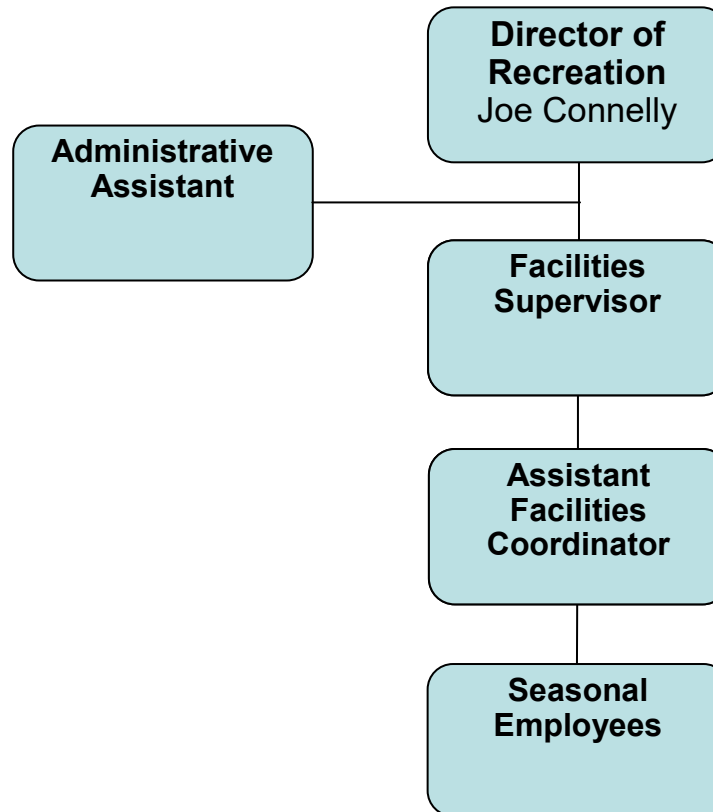 Director of
Recreation
Joe Connelly
Administrative
Assistant
Facilities
Supervisor
Assistant
Facilities
Coordinator
Seasonal
Employees